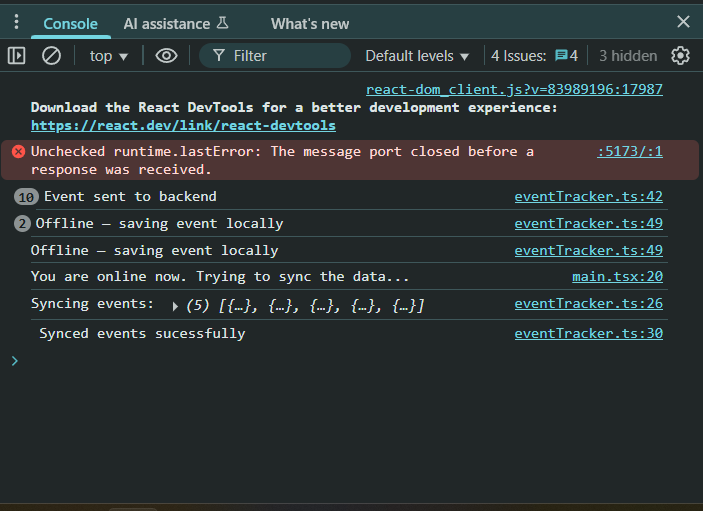 Console AI assistance What's new
top Filter Default levels 4 Issues: 4 3 hidden
react-dom_client.js?v=83989196:17987
Download the React DevTools for a better development experience:
https://react.dev/link/react-devtools
Unchecked runtime.lastError: The message port closed before a :5173/:1
response was received.
10 Event sent to backend eventTracker.ts:42
2 Offline — saving event locally eventTracker.ts:49
Offline — saving event locally eventTracker.ts:49
You are online now. Trying to sync the data... main.tsx:20
Syncing events: ▸ (5) [{…}, {…}, {…}, {…}, {…}] eventTracker.ts:26
Synced events sucessfully eventTracker.ts:30